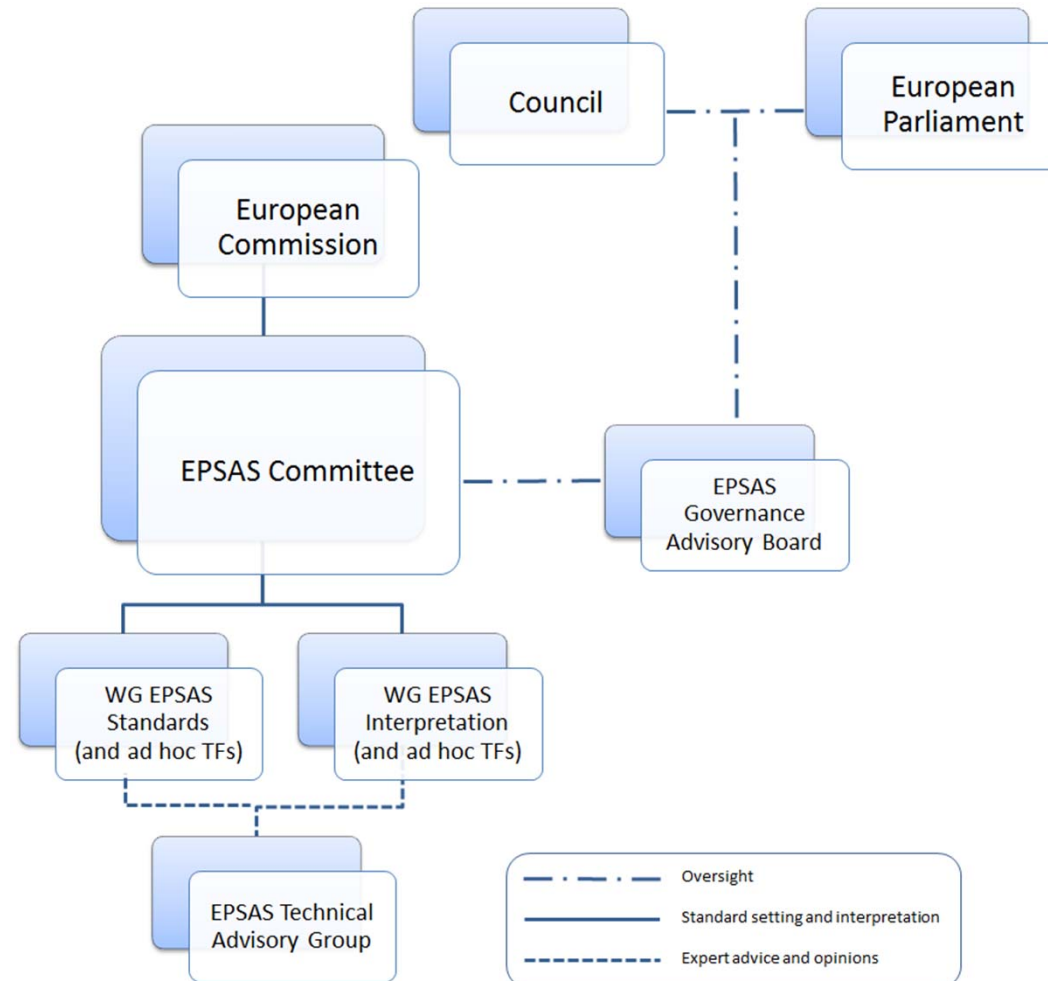 Council
European
Parliament
European
Commission
EPSAS Committee
EPSAS
Governance
Advisory Board
WG EPSAS
Standards
(and ad hoc TFs)
WG EPSAS
Interpretation
(and ad hoc TFs)
EPSAS Technical
Advisory Group
Oversight
Standard setting and interpretation
Expert advice and opinions